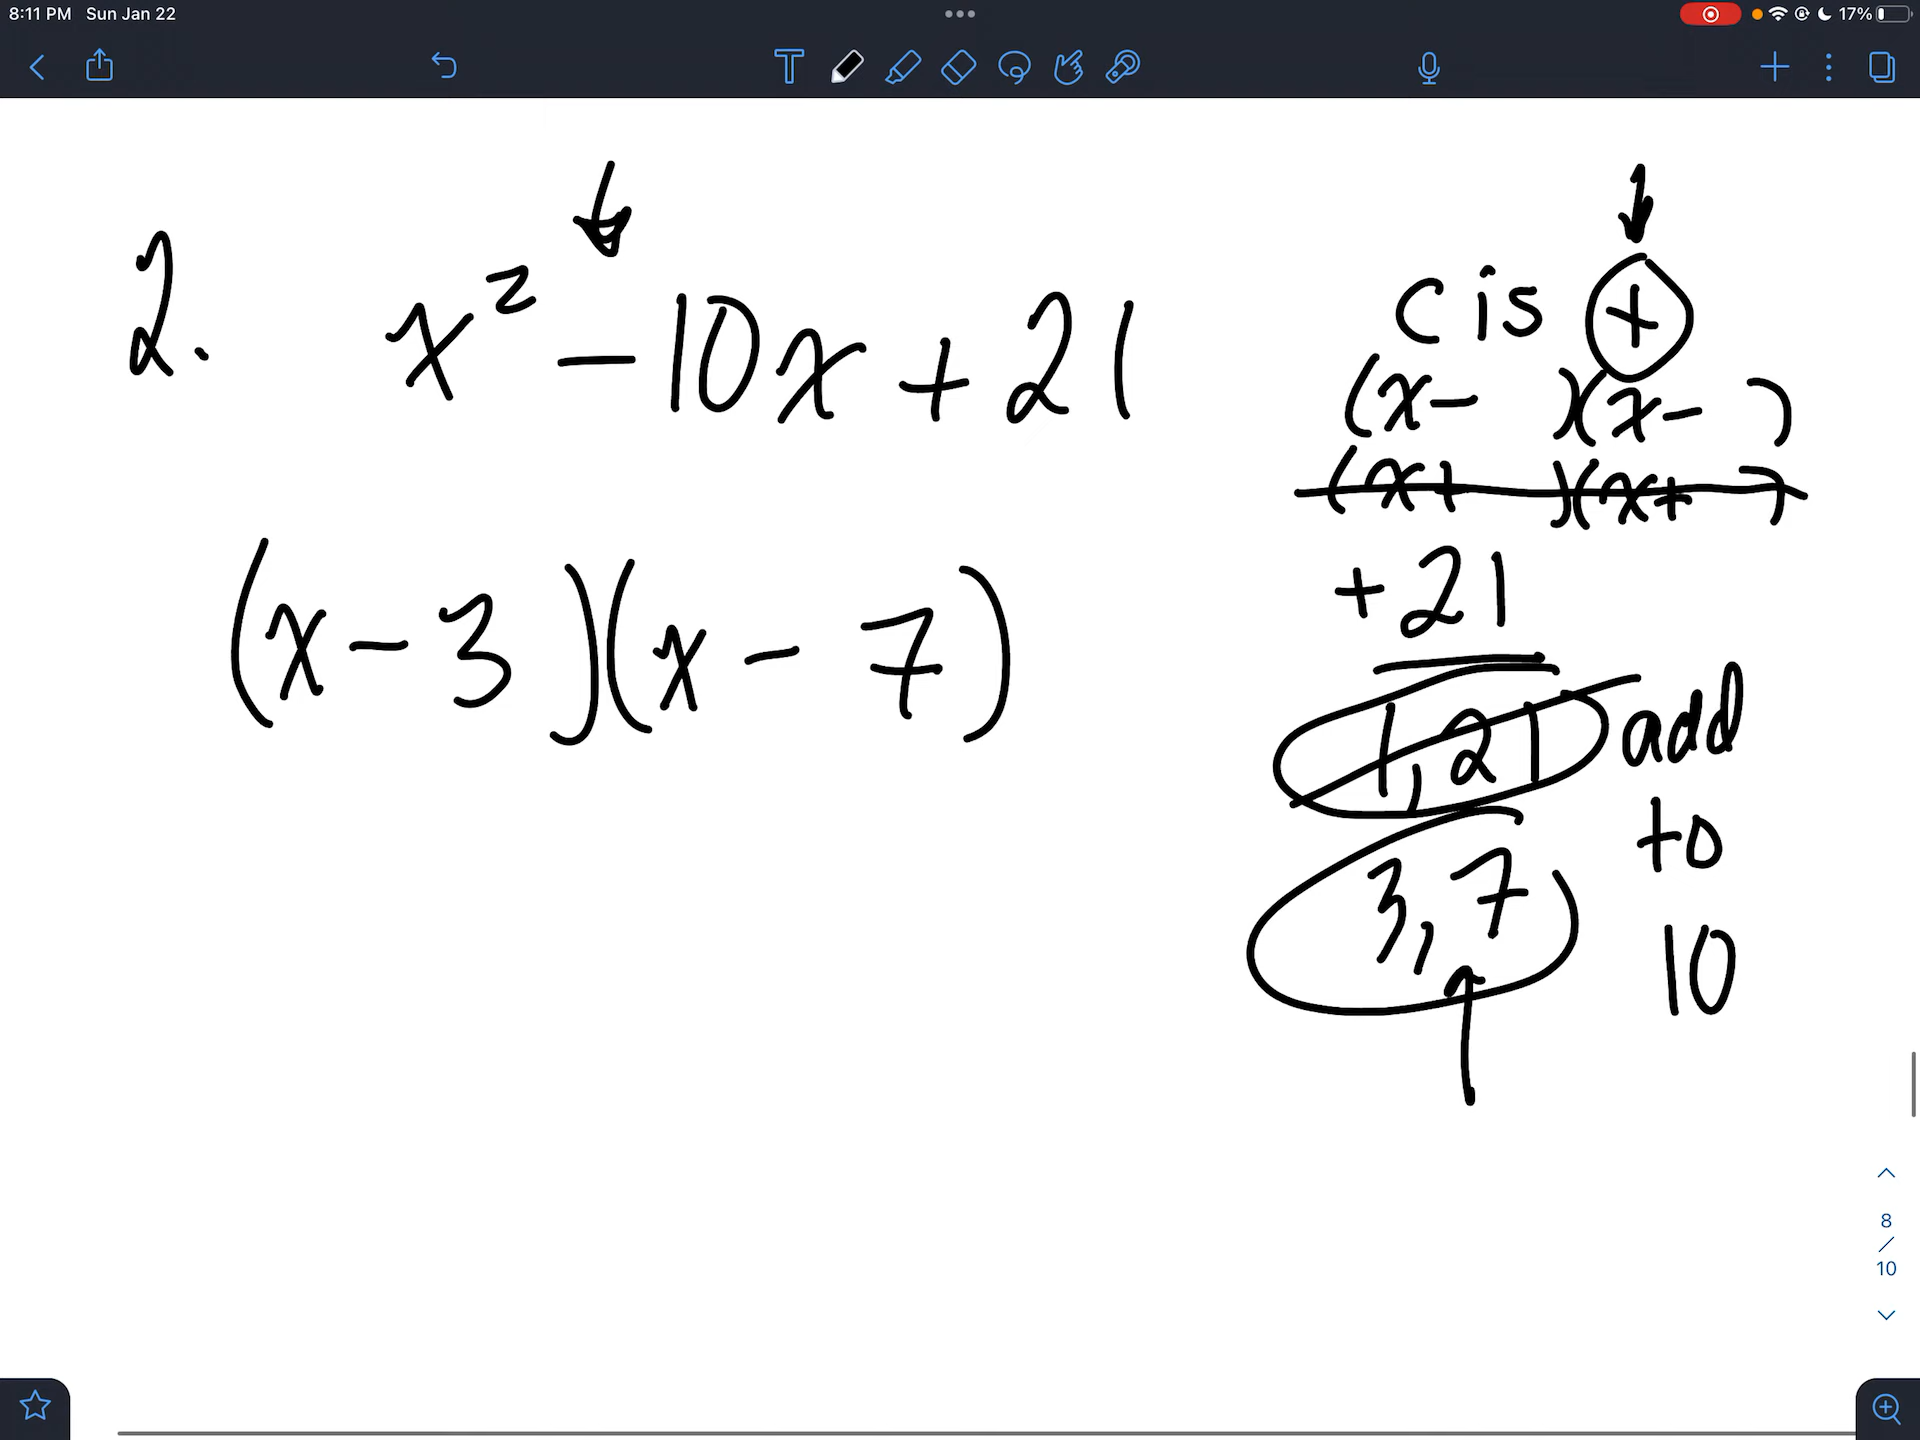 8:11 PM Sun Jan 22
17%
2. x² - 10x + 21
(x - 3)(x - 7)
c is +
(x- )(x- )
(x+ )(x+ )
+21
1, 21 add
to
3, 7
10
8
/
10